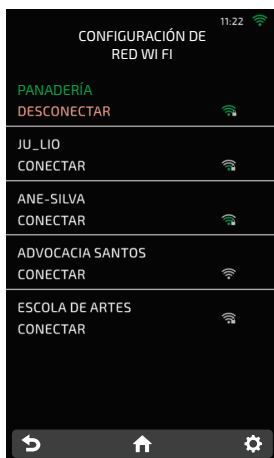 11:22
CONFIGURACIÓN DE
RED WI FI
PANADERÍA
DESCONECTAR
JU_LIO
CONECTAR
ANE-SILVA
CONECTAR
ADVOCACIA SANTOS
CONECTAR
ESCOLA DE ARTES
CONECTAR